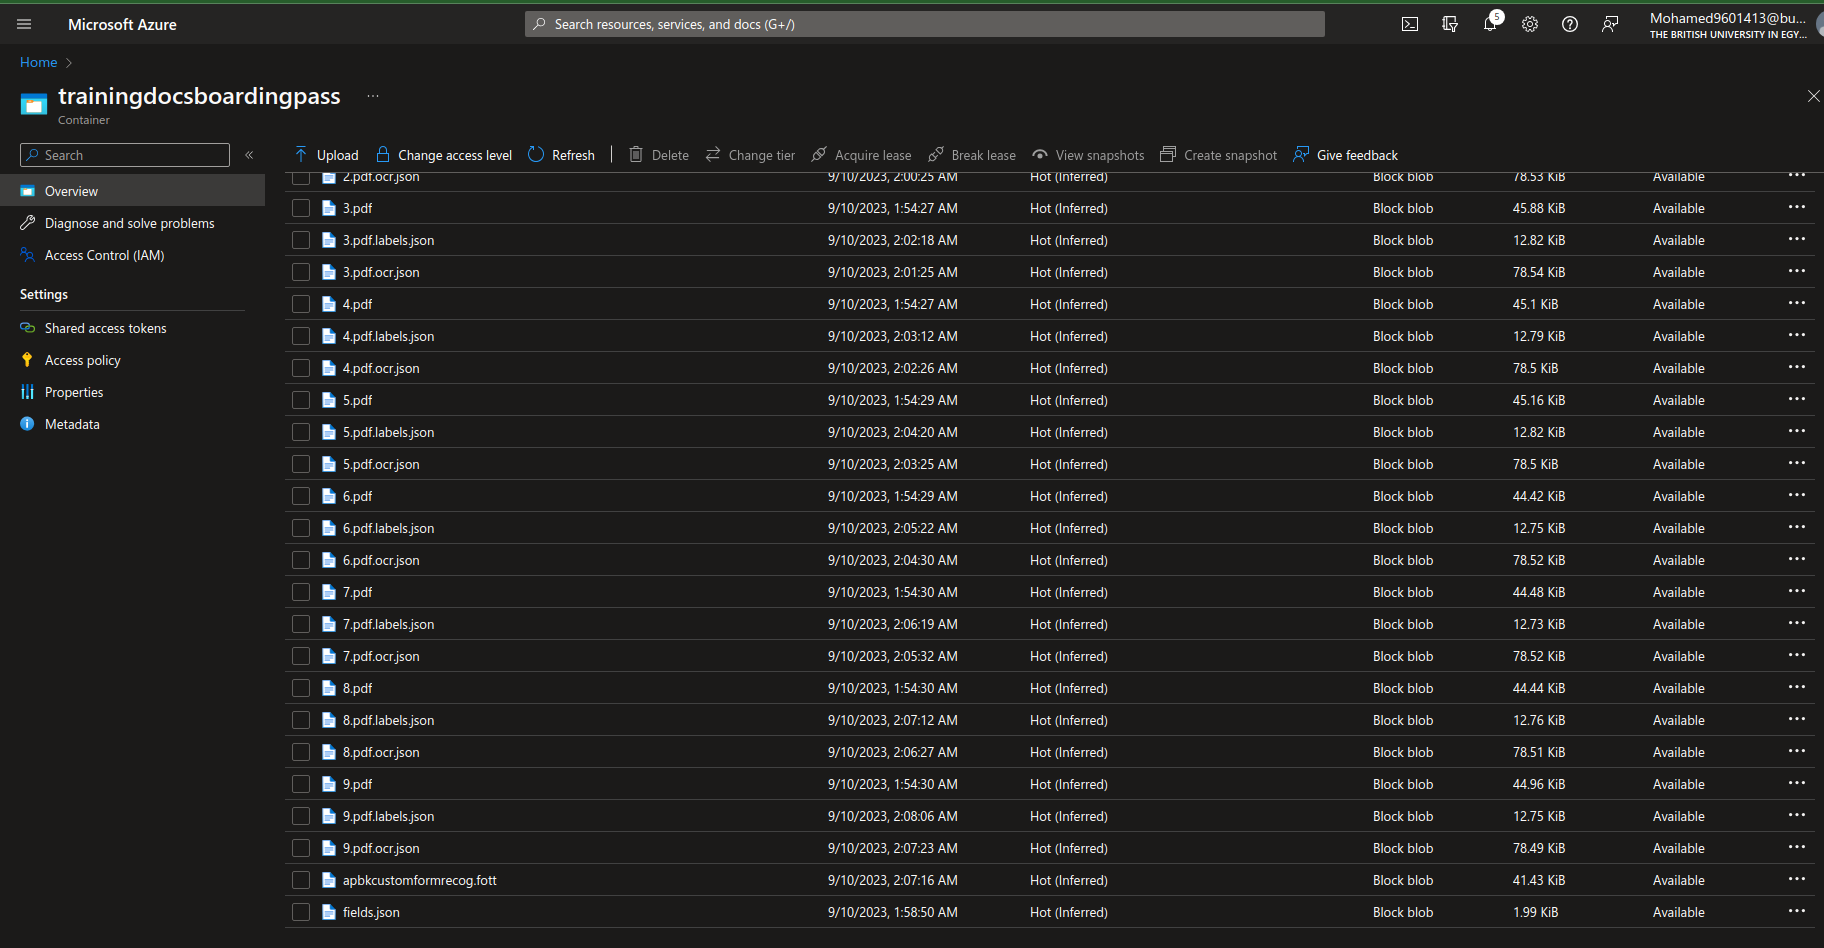 Microsoft Azure
Search resources, services, and docs (G+/)
5
Mohamed9601413@bu...
THE BRITISH UNIVERSITY IN EGY...
Home
trainingdocsboardingpass ...
Container
Search
Overview
Diagnose and solve problems
Access Control (IAM)
Settings
Shared access tokens
Access policy
Properties
Metadata
Upload Change access level Refresh Delete Change tier Acquire lease Break lease View snapshots Create snapshot Give feedback
2.pdf.ocr.json 9/10/2023, 2:00:25 AM Hot (Inferred) Block blob 78.53 KiB Available
3.pdf 9/10/2023, 1:54:27 AM Hot (Inferred) Block blob 45.88 KiB Available
3.pdf.labels.json 9/10/2023, 2:02:18 AM Hot (Inferred) Block blob 12.82 KiB Available
3.pdf.ocr.json 9/10/2023, 2:01:25 AM Hot (Inferred) Block blob 78.54 KiB Available
4.pdf 9/10/2023, 1:54:27 AM Hot (Inferred) Block blob 45.1 KiB Available
4.pdf.labels.json 9/10/2023, 2:03:12 AM Hot (Inferred) Block blob 12.79 KiB Available
4.pdf.ocr.json 9/10/2023, 2:02:26 AM Hot (Inferred) Block blob 78.5 KiB Available
5.pdf 9/10/2023, 1:54:29 AM Hot (Inferred) Block blob 45.16 KiB Available
5.pdf.labels.json 9/10/2023, 2:04:20 AM Hot (Inferred) Block blob 12.82 KiB Available
5.pdf.ocr.json 9/10/2023, 2:03:25 AM Hot (Inferred) Block blob 78.5 KiB Available
6.pdf 9/10/2023, 1:54:29 AM Hot (Inferred) Block blob 44.42 KiB Available
6.pdf.labels.json 9/10/2023, 2:05:22 AM Hot (Inferred) Block blob 12.75 KiB Available
6.pdf.ocr.json 9/10/2023, 2:04:30 AM Hot (Inferred) Block blob 78.52 KiB Available
7.pdf 9/10/2023, 1:54:30 AM Hot (Inferred) Block blob 44.48 KiB Available
7.pdf.labels.json 9/10/2023, 2:06:19 AM Hot (Inferred) Block blob 12.73 KiB Available
7.pdf.ocr.json 9/10/2023, 2:05:32 AM Hot (Inferred) Block blob 78.52 KiB Available
8.pdf 9/10/2023, 1:54:30 AM Hot (Inferred) Block blob 44.44 KiB Available
8.pdf.labels.json 9/10/2023, 2:07:12 AM Hot (Inferred) Block blob 12.76 KiB Available
8.pdf.ocr.json 9/10/2023, 2:06:27 AM Hot (Inferred) Block blob 78.51 KiB Available
9.pdf 9/10/2023, 1:54:30 AM Hot (Inferred) Block blob 44.96 KiB Available
9.pdf.labels.json 9/10/2023, 2:08:06 AM Hot (Inferred) Block blob 12.75 KiB Available
9.pdf.ocr.json 9/10/2023, 2:07:23 AM Hot (Inferred) Block blob 78.49 KiB Available
apbkcustomformrecog.fott 9/10/2023, 2:07:16 AM Hot (Inferred) Block blob 41.43 KiB Available
fields.json 9/10/2023, 1:58:50 AM Hot (Inferred) Block blob 1.99 KiB Available